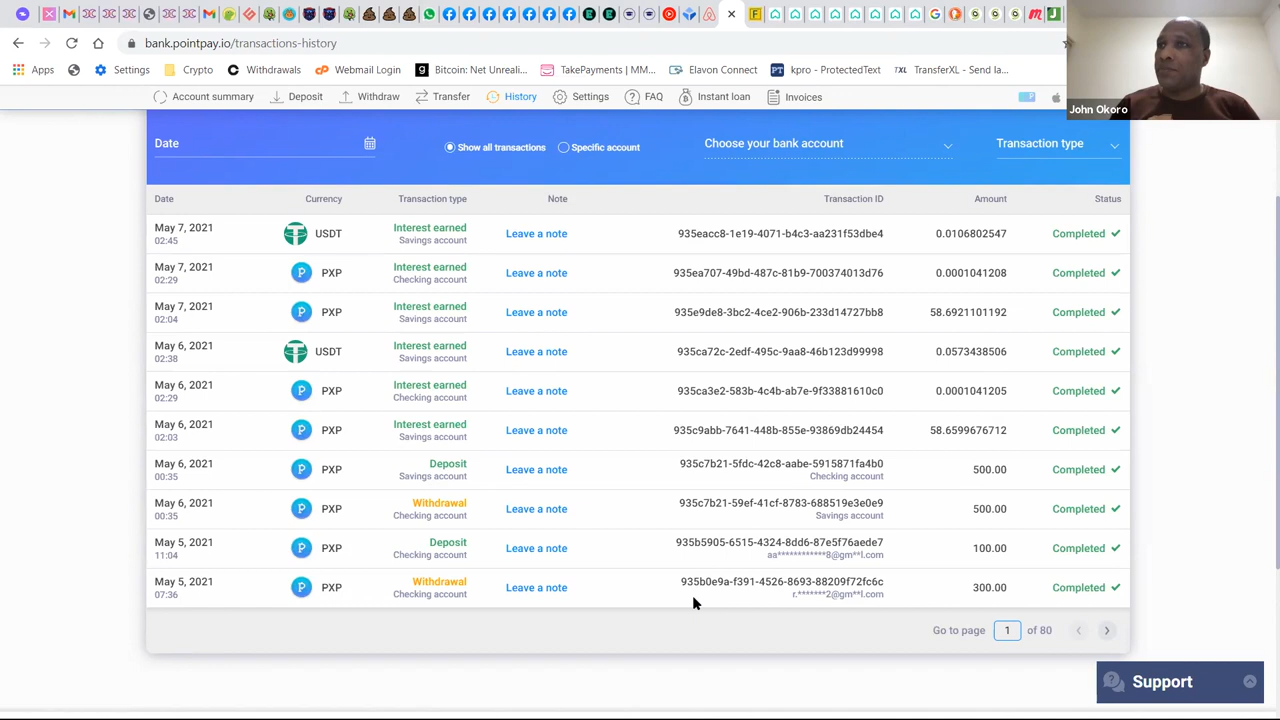 bank.pointpay.io/transactions-history
Apps Settings Crypto Withdrawals Webmail Login Bitcoin: Net Unreali... TakePayments | MM... Elavon Connect kpro - ProtectedText TransferXL - Send la...
Account summary Deposit Withdraw Transfer History Settings FAQ Instant loan Invoices
John Okoro
Date Show all transactions Specific account Choose your bank account Transaction type
Date Currency Transaction type Note Transaction ID Amount Status
May 7, 2021 USDT Interest earned Leave a note 935eacc8-1e19-4071-b4c3-aa231f53dbe4 0.0106802547 Completed
02:45 Savings account
May 7, 2021 PXP Interest earned Leave a note 935ea707-49bd-487c-81b9-700374013d76 0.0001041208 Completed
02:29 Checking account
May 7, 2021 PXP Interest earned Leave a note 935e9de8-3bc2-4ce2-906b-233d14727bb8 58.6921101192 Completed
02:04 Savings account
May 6, 2021 USDT Interest earned Leave a note 935ca72c-2edf-495c-9aa8-46b123d99998 0.0573438506 Completed
02:38 Savings account
May 6, 2021 PXP Interest earned Leave a note 935ca3e2-583b-4c4b-ab7e-9f33881610c0 0.0001041205 Completed
02:29 Checking account
May 6, 2021 PXP Interest earned Leave a note 935c9abb-7641-448b-855e-93869db24454 58.6599676712 Completed
02:03 Savings account
May 6, 2021 PXP Deposit Leave a note 935c7b21-5fdc-42c8-aabe-5915871fa4b0 500.00 Completed
00:35 Savings account Checking account
May 6, 2021 PXP Withdrawal Leave a note 935c7b21-59ef-41cf-8783-688519e3e0e9 500.00 Completed
00:35 Checking account Savings account
May 5, 2021 PXP Deposit Leave a note 935b5905-6515-4324-8dd6-87e5f76aede7 100.00 Completed
11:04 Checking account aa************8@gm**l.com
May 5, 2021 PXP Withdrawal Leave a note 935b0e9a-f391-4526-8693-88209f72fc6c 300.00 Completed
07:36 Checking account r.*******2@gm**l.com
Go to page 1 of 80
Support